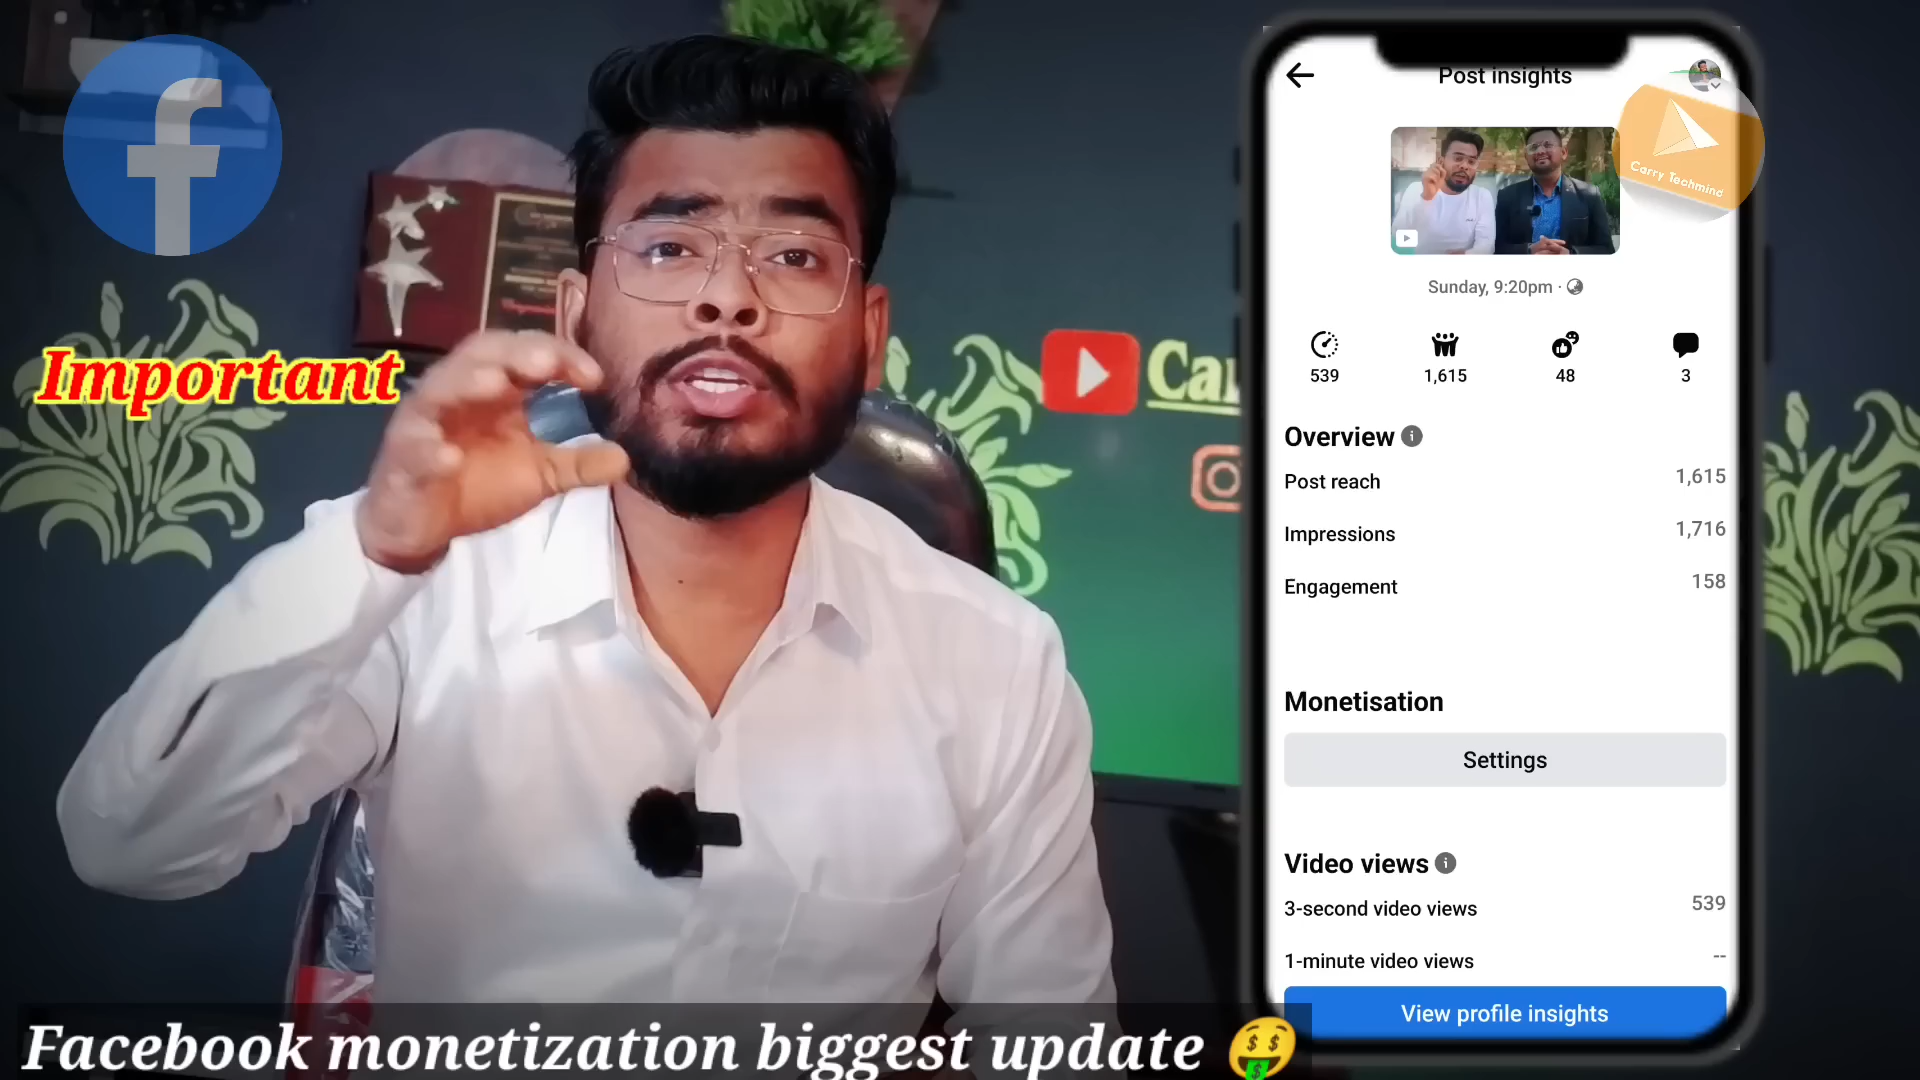 f
Important
Car
Post insights
Carry Techmind
Sunday, 9:20pm ·
539 1,615 48 3
Overview
Post reach 1,615
Impressions 1,716
Engagement 158
Monetisation
Settings
Video views
3-second video views 539
1-minute video views --
View profile insights
Facebook monetization biggest update 🤑